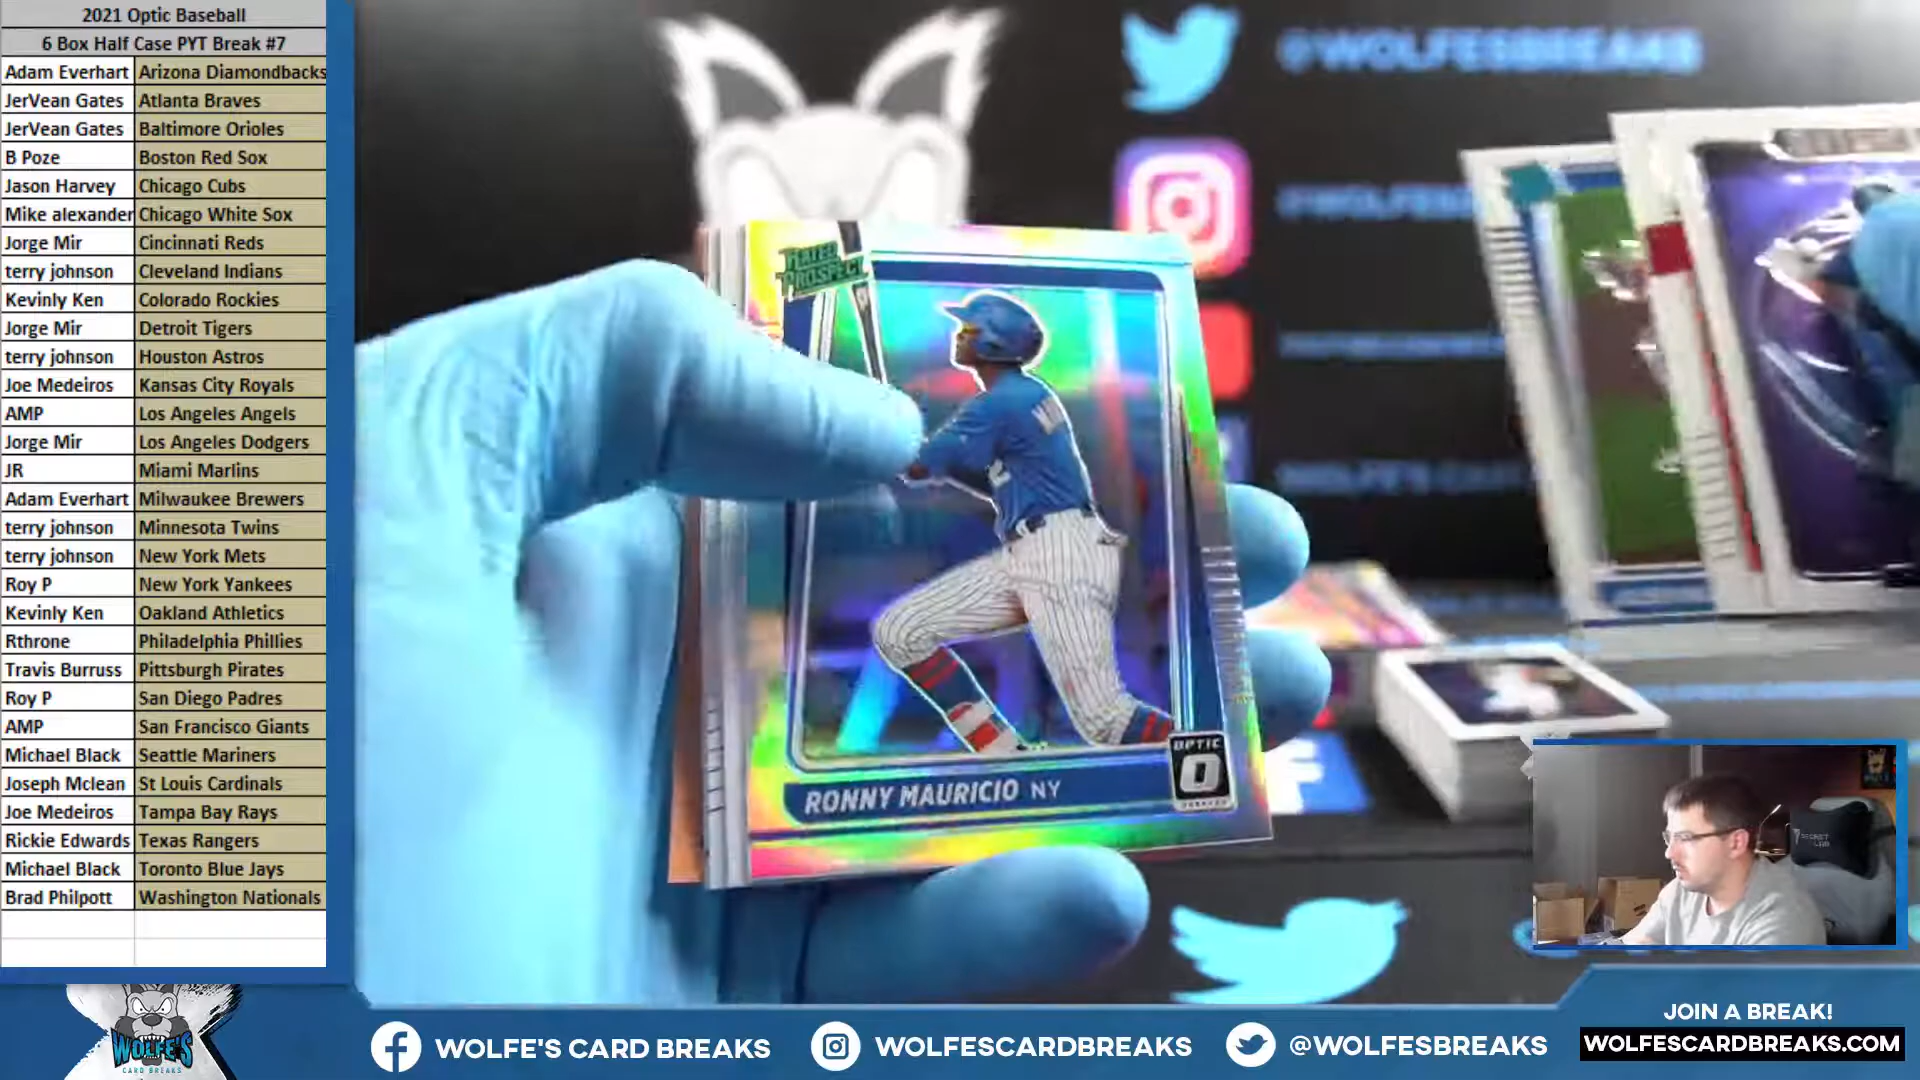 2021 Optic Baseball
6 Box Half Case PYT Break #7
Adam Everhart Arizona Diamondbacks
JerVean Gates Atlanta Braves
JerVean Gates Baltimore Orioles
B Poze Boston Red Sox
Jason Harvey Chicago Cubs
Mike alexander Chicago White Sox
Jorge Mir Cincinnati Reds
terry johnson Cleveland Indians
Kevinly Ken Colorado Rockies
Jorge Mir Detroit Tigers
terry johnson Houston Astros
Joe Medeiros Kansas City Royals
AMP Los Angeles Angels
Jorge Mir Los Angeles Dodgers
JR Miami Marlins
Adam Everhart Milwaukee Brewers
terry johnson Minnesota Twins
terry johnson New York Mets
Roy P New York Yankees
Kevinly Ken Oakland Athletics
Rthrone Philadelphia Phillies
Travis Burruss Pittsburgh Pirates
Roy P San Diego Padres
AMP San Francisco Giants
Michael Black Seattle Mariners
Joseph Mclean St Louis Cardinals
Joe Medeiros Tampa Bay Rays
Rickie Edwards Texas Rangers
Michael Black Toronto Blue Jays
Brad Philpott Washington Nationals
@WOLFESBREAKS
RATED
PROSPECT
OPTIC
RONNY MAURICIO NY
WOLFE'S
CARD BREAKS
WOLFE'S CARD BREAKS
WOLFESCARDBREAKS
@WOLFESBREAKS
JOIN A BREAK!
WOLFESCARDBREAKS.COM